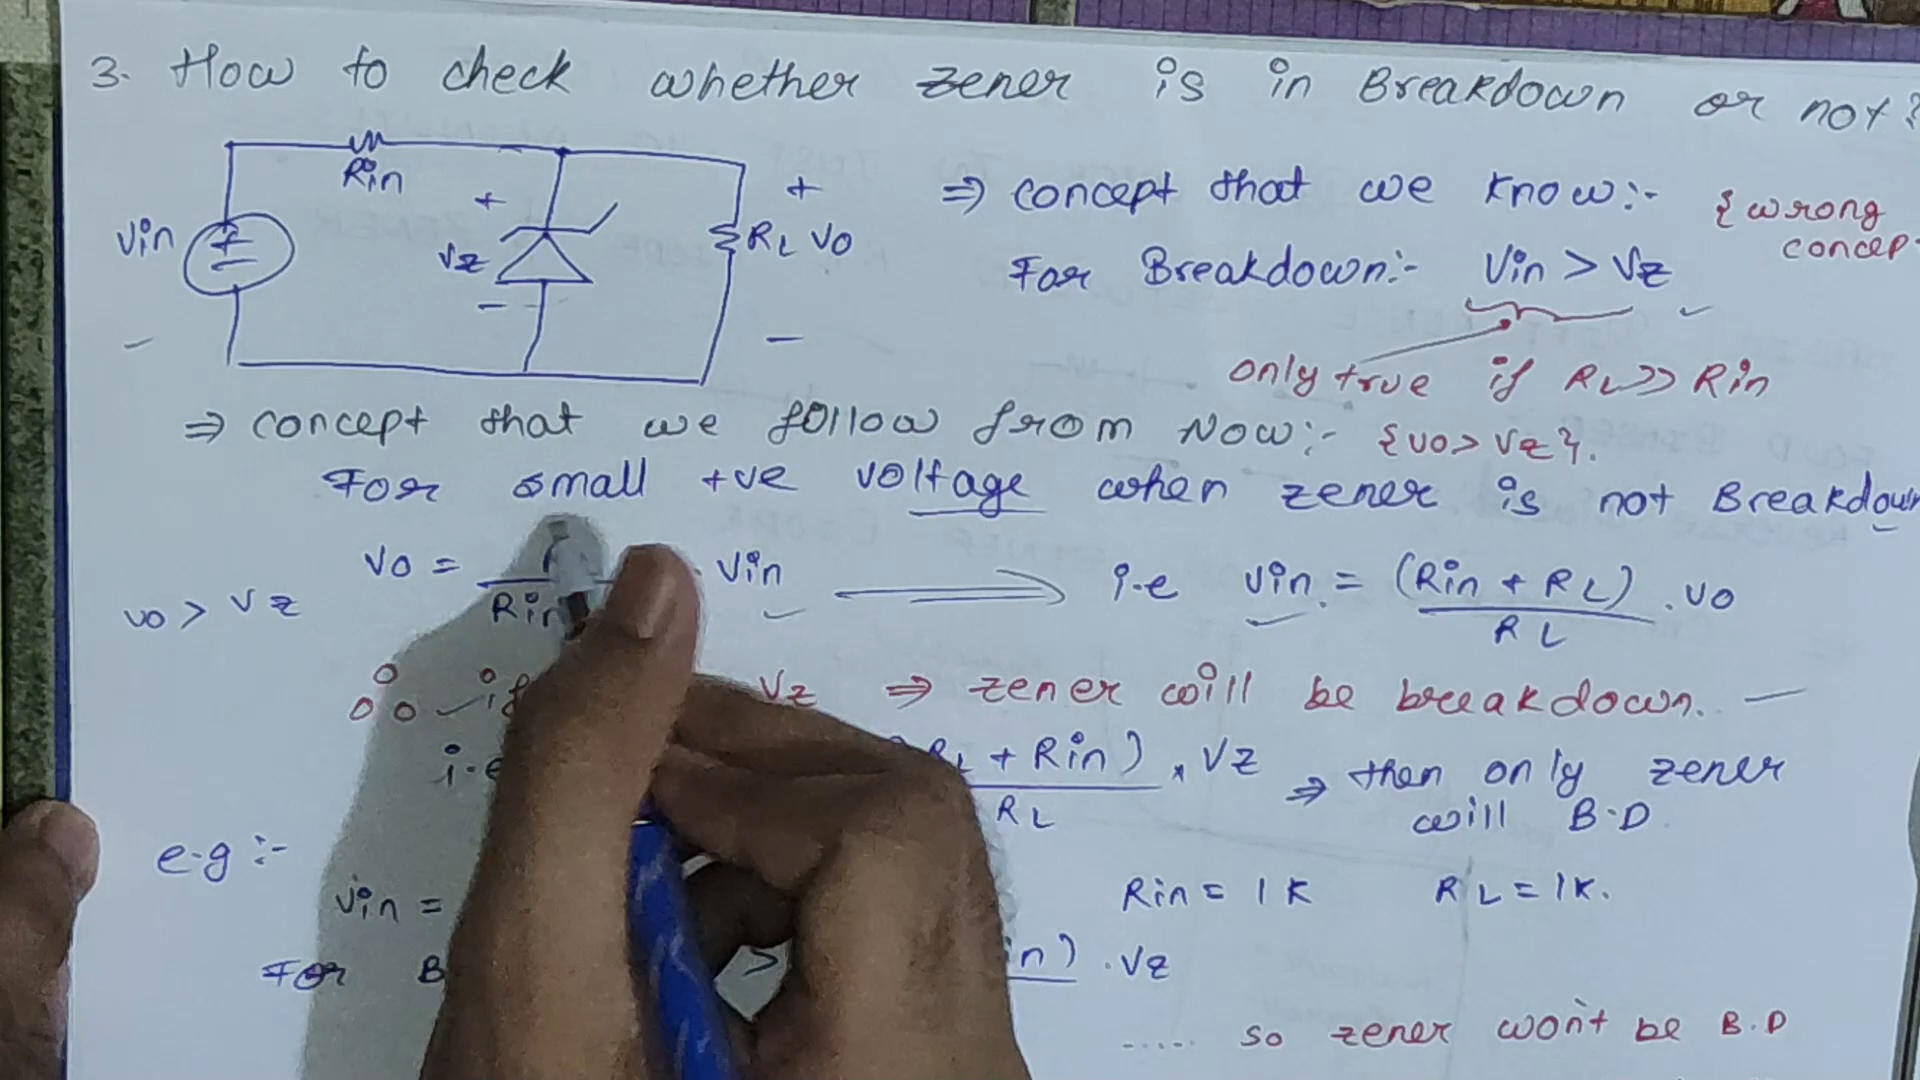 3. How to check whether zener is in Breakdown or not?
Rin
Vin
+
Vz
-
RL
+
Vo
-
⇒ concept that we know:- {wrong
concep
For Breakdown:- Vin > Vz
only true if RL >> Rin
⇒ concept that we follow from Now:- {vo > Vz}.
For small +ve voltage when zener is not Breakdow
Vo = Rin . Vin ⇒ i.e Vin = (Rin + RL) . Vo
RL
Vo > Vz
∴ if Vz ⇒ zener will be breakdown.
i.e + Rin) × Vz ⇒ then only zener
RL will B.D.
e.g :-
Vin = Rin = 1K RL = 1K.
For B > in) . Vz
..... so zener won't be B.D